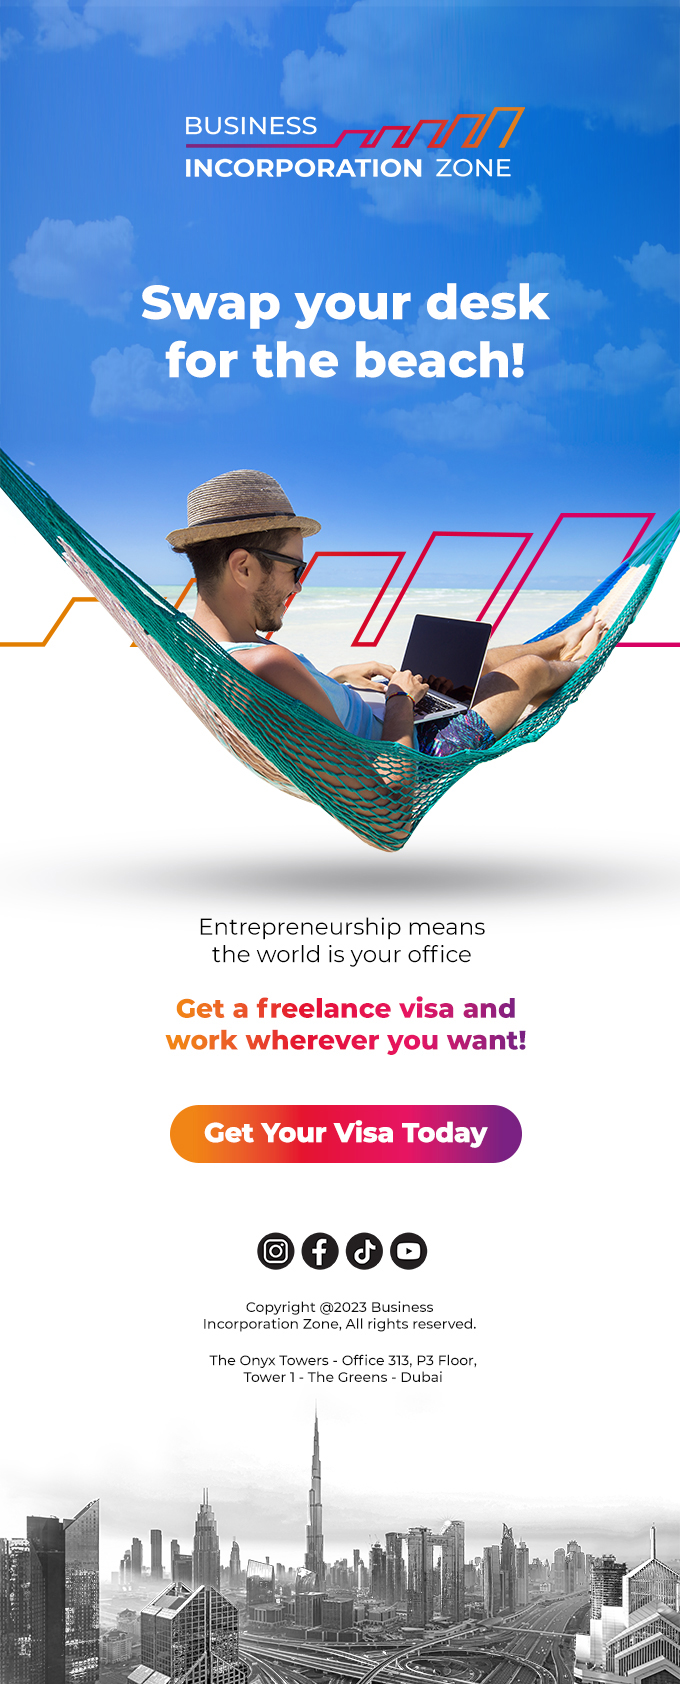 BUSINESS
INCORPORATION ZONE
Swap your desk
for the beach!
Entrepreneurship means
the world is your office
Get a freelance visa and
work wherever you want!
Get Your Visa Today
Copyright @2023 Business
Incorporation Zone, All rights reserved.
The Onyx Towers - Office 313, P3 Floor,
Tower 1 - The Greens - Dubai